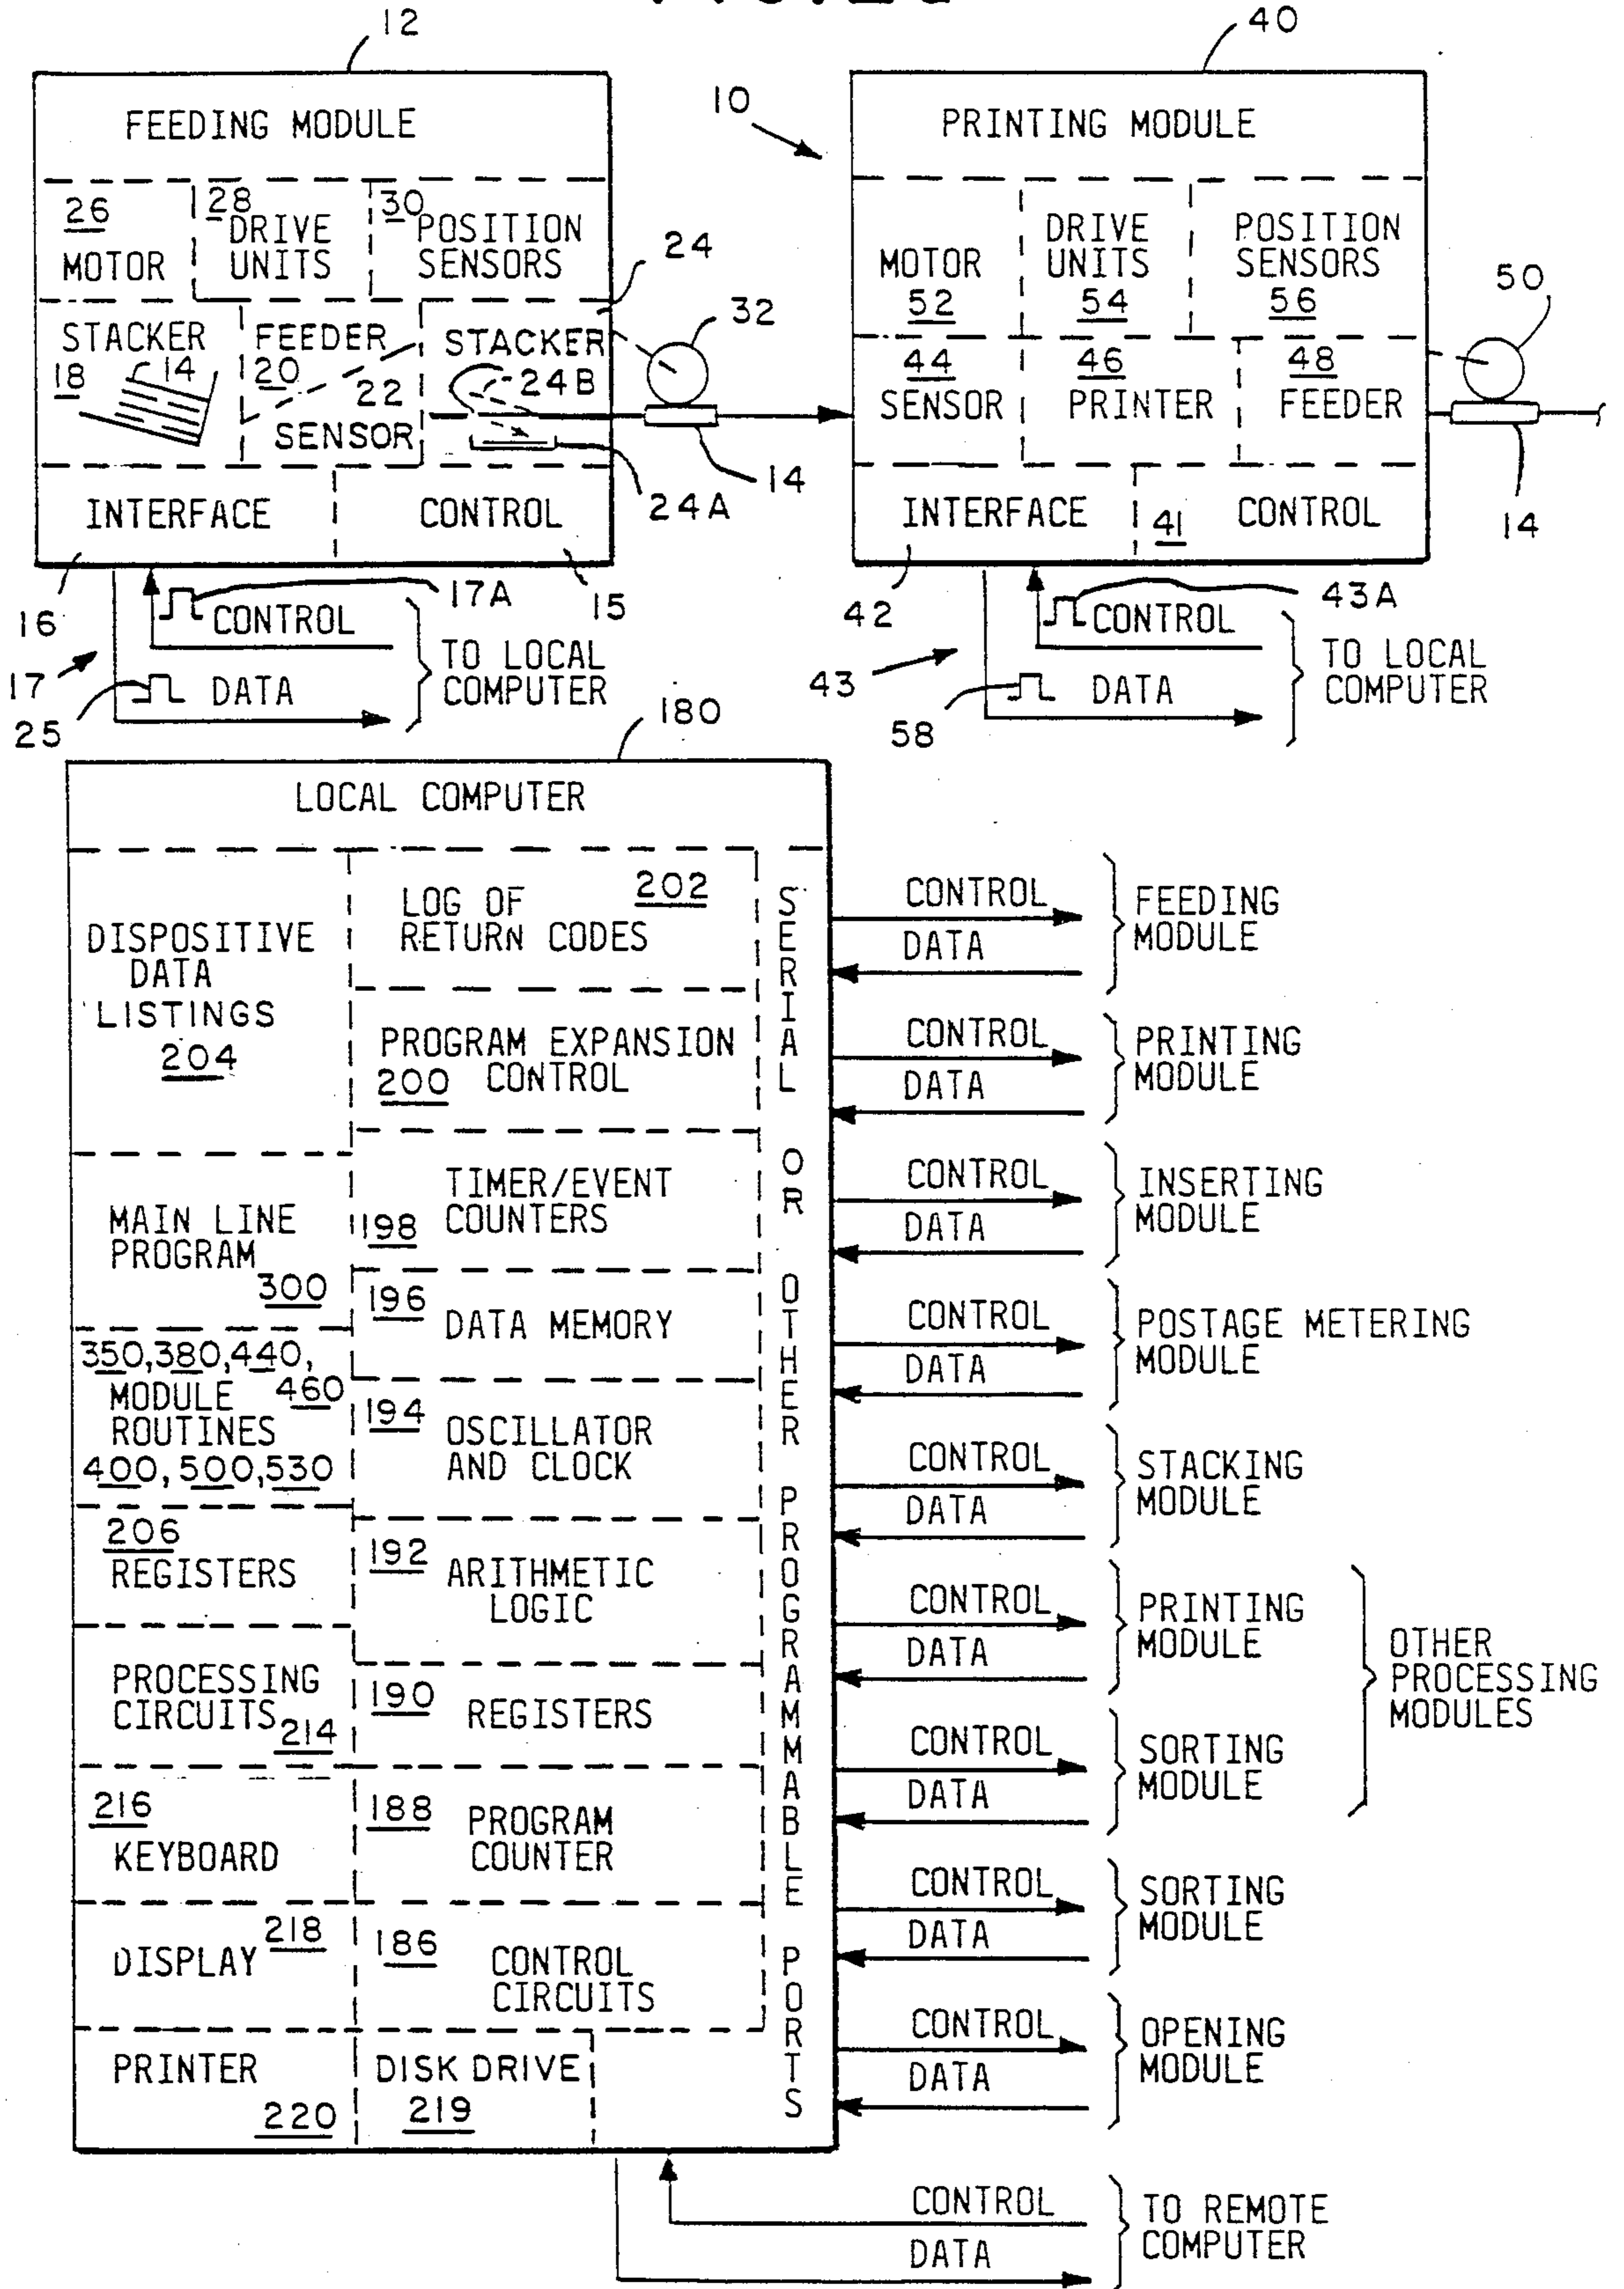 12
40
FEEDING MODULE
10
PRINTING MODULE
26
MOTOR
28
DRIVE
UNITS
30
POSITION
SENSORS
24
32
MOTOR
52
DRIVE
UNITS
54
POSITION
SENSORS
56
50
STACKER
18
14
FEEDER
20
22
SENSOR
STACKER
24B
24A
14
44
SENSOR
46
PRINTER
48
FEEDER
14
INTERFACE
CONTROL
INTERFACE
41
CONTROL
16
17A
15
42
43A
CONTROL
17
25
DATA
TO LOCAL
COMPUTER
CONTROL
43
58
DATA
TO LOCAL
COMPUTER
180
LOCAL COMPUTER
DISPOSITIVE
DATA
LISTINGS
204
LOG OF
RETURN CODES
202
PROGRAM EXPANSION
200 CONTROL
MAIN LINE
PROGRAM
300
TIMER/EVENT
COUNTERS
198
196
DATA MEMORY
350,380,440,
MODULE 460
ROUTINES
400,500,530
194
OSCILLATOR
AND CLOCK
206
REGISTERS
192
ARITHMETIC
LOGIC
PROCESSING
CIRCUITS
214
190
REGISTERS
216
KEYBOARD
188
PROGRAM
COUNTER
DISPLAY 218
186
CONTROL
CIRCUITS
PRINTER
220
DISK DRIVE
219
SERIAL OR OTHER PROGRAMMABLE PORTS
CONTROL
DATA
FEEDING
MODULE
CONTROL
DATA
PRINTING
MODULE
CONTROL
DATA
INSERTING
MODULE
CONTROL
DATA
POSTAGE METERING
MODULE
CONTROL
DATA
STACKING
MODULE
CONTROL
DATA
PRINTING
MODULE
CONTROL
DATA
SORTING
MODULE
OTHER
PROCESSING
MODULES
CONTROL
DATA
SORTING
MODULE
CONTROL
DATA
OPENING
MODULE
CONTROL
DATA
TO REMOTE
COMPUTER